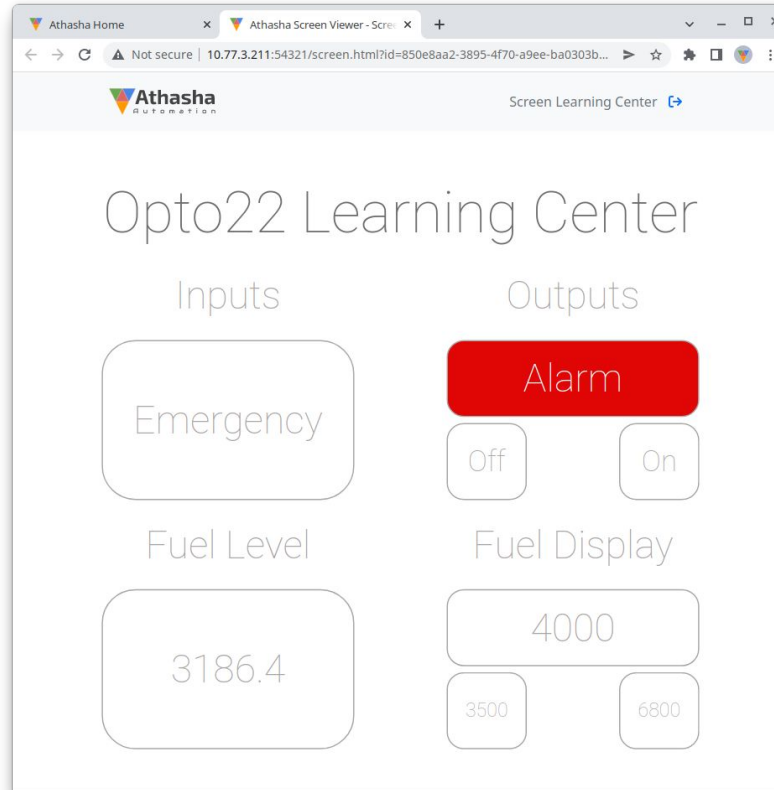 Athasha Home
Athasha Screen Viewer - Scre
Not secure | 10.77.3.211:54321/screen.html?id=850e8aa2-3895-4f70-a9ee-ba0303b...
Athasha
Automation
Screen Learning Center
Opto22 Learning Center
Inputs
Outputs
Emergency
Alarm
Off
On
Fuel Level
Fuel Display
3186.4
4000
3500
6800